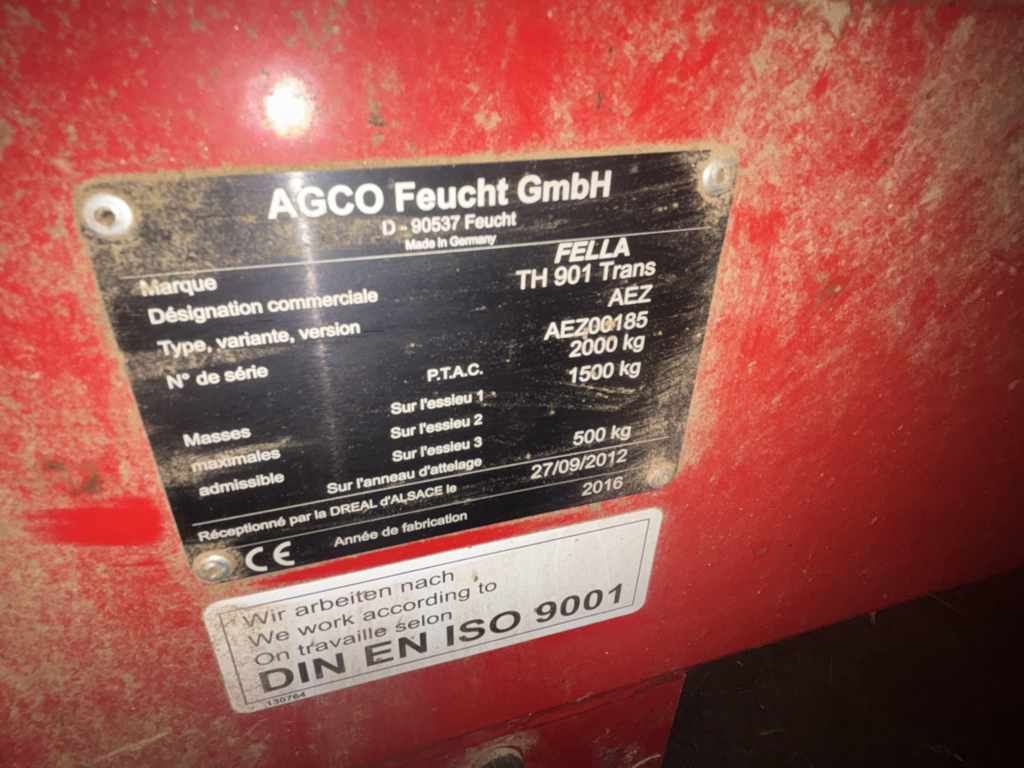 AGCO Feucht GmbH
D - 90537 Feucht
Made in Germany
Marque FELLA
Désignation commerciale TH 901 Trans
Type, variante, version AEZ
N° de série AEZ00185
P.T.A.C. 2000 kg
Sur l'essieu 1 1500 kg
Masses Sur l'essieu 2
maximales Sur l'essieu 3
admissible Sur l'anneau d'attelage 500 kg
Réceptionné par la DREAL d'ALSACE le 27/09/2012
CE Année de fabrication 2016
Wir arbeiten nach
We work according to
On travaille selon
DIN EN ISO 9001
130764